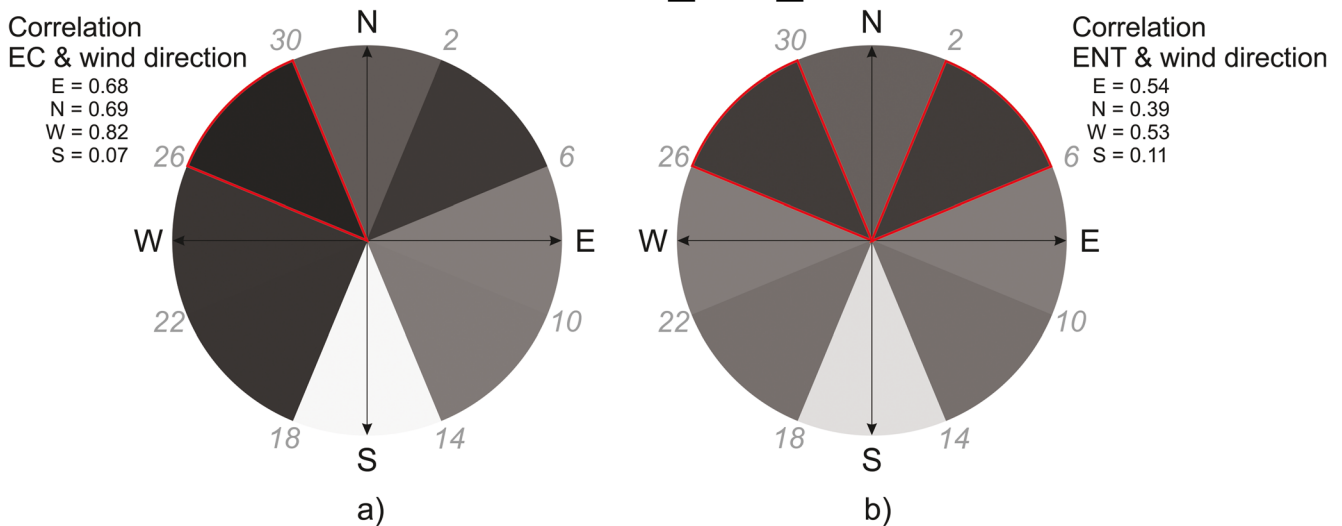 Correlation
EC & wind direction
E = 0.68
N = 0.69
W = 0.82
S = 0.07
N
30
2
26
6
W
E
22
10
18
14
S
a)
Correlation
ENT & wind direction
E = 0.54
N = 0.39
W = 0.53
S = 0.11
N
30
2
26
6
W
E
22
10
18
14
S
b)